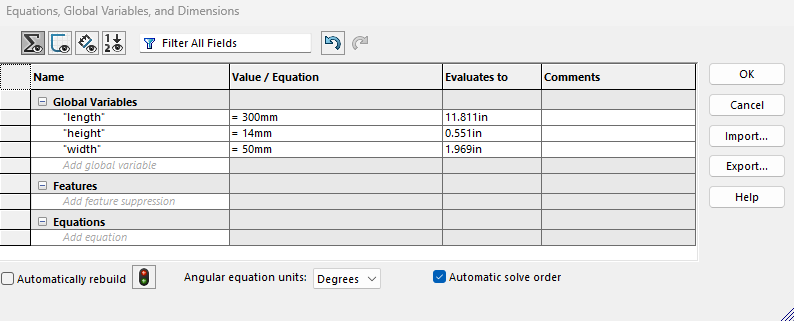 Equations, Global Variables, and Dimensions
Filter All Fields
Name Value / Equation Evaluates to Comments
Global Variables
"length" = 300mm 11.811in
"height" = 14mm 0.551in
"width" = 50mm 1.969in
Add global variable
Features
Add feature suppression
Equations
Add equation
OK
Cancel
Import...
Export...
Help
Automatically rebuild Angular equation units: Degrees Automatic solve order